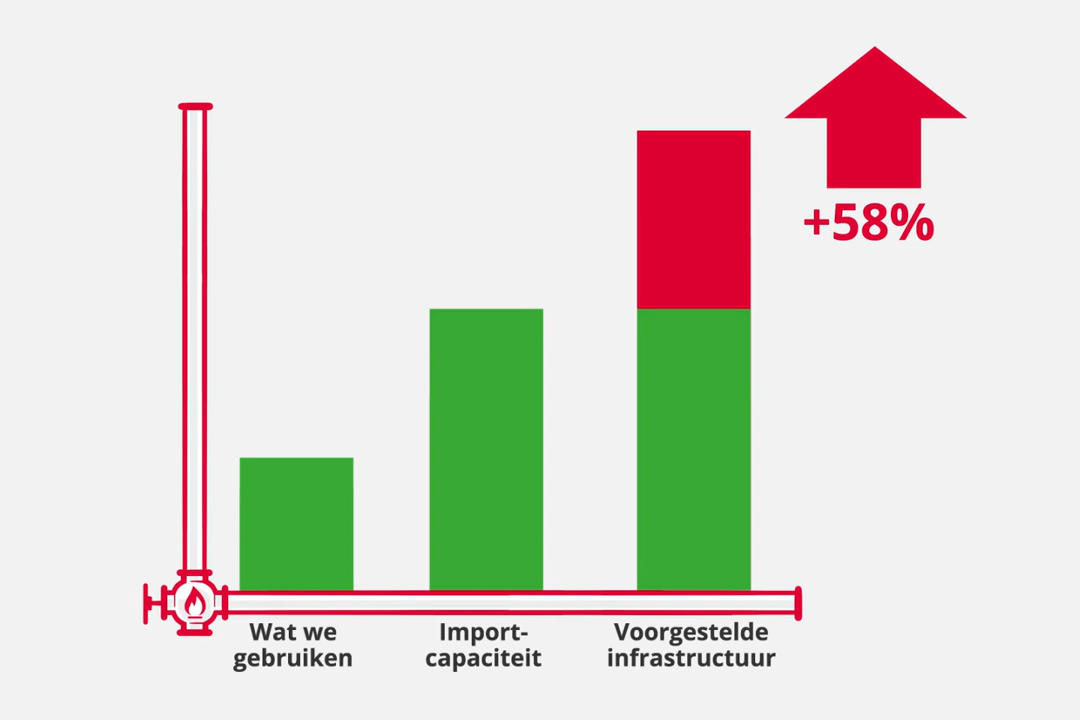 +58%
Wat we
gebruiken
Import-
capaciteit
Voorgestelde
infrastructuur